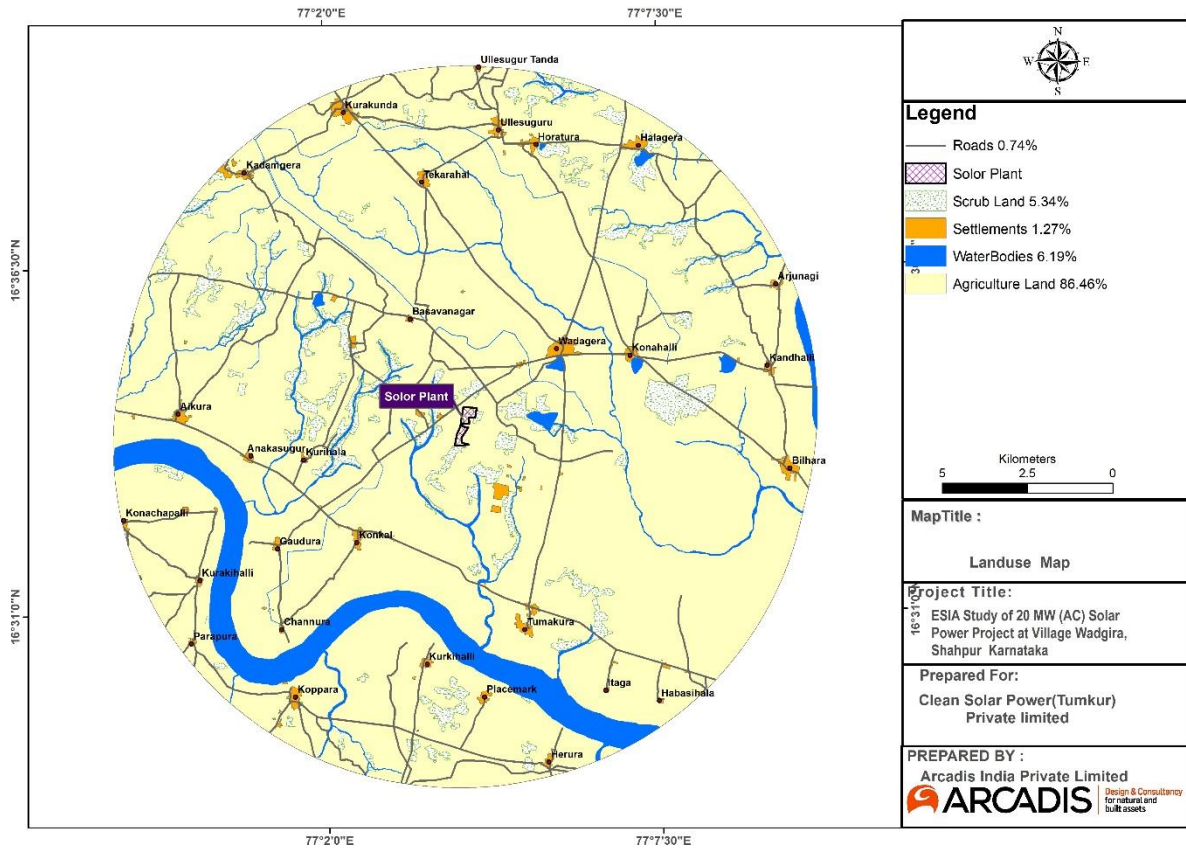 77°2'0"E
77°7'30"E
16°36'30"N
16°31'0"N
16°31'0"N
77°2'0"E
77°7'30"E
Ullesugur Tanda
Kurakunda
Ullesuguru
Horatura
Halagera
Kadamgera
Tekarahal
Arjunagi
Basavanagar
Wadagera
Konahalli
Kandhalli
Solor Plant
Aikura
Anakasugur
Kurihala
Bilhara
Konachapalli
Gaudura
Konkal
Kurakihalli
Channura
Tumakura
Parapura
Kurkihalli
Itaga
Koppara
Placemark
Habasihala
Herura
N
W
E
S
Legend
Roads 0.74%
Solor Plant
Scrub Land 5.34%
Settlements 1.27%
WaterBodies 6.19%
Agriculture Land 86.46%
Kilometers
5 2.5 0
MapTitle :
Landuse Map
Project Title:
ESIA Study of 20 MW (AC) Solar
Power Project at Village Wadgira,
Shahpur Karnataka
Prepared For:
Clean Solar Power(Tumkur)
Private limited
PREPARED BY :
Arcadis India Private Limited
ARCADIS
Design & Consultancy
for natural and
built assets